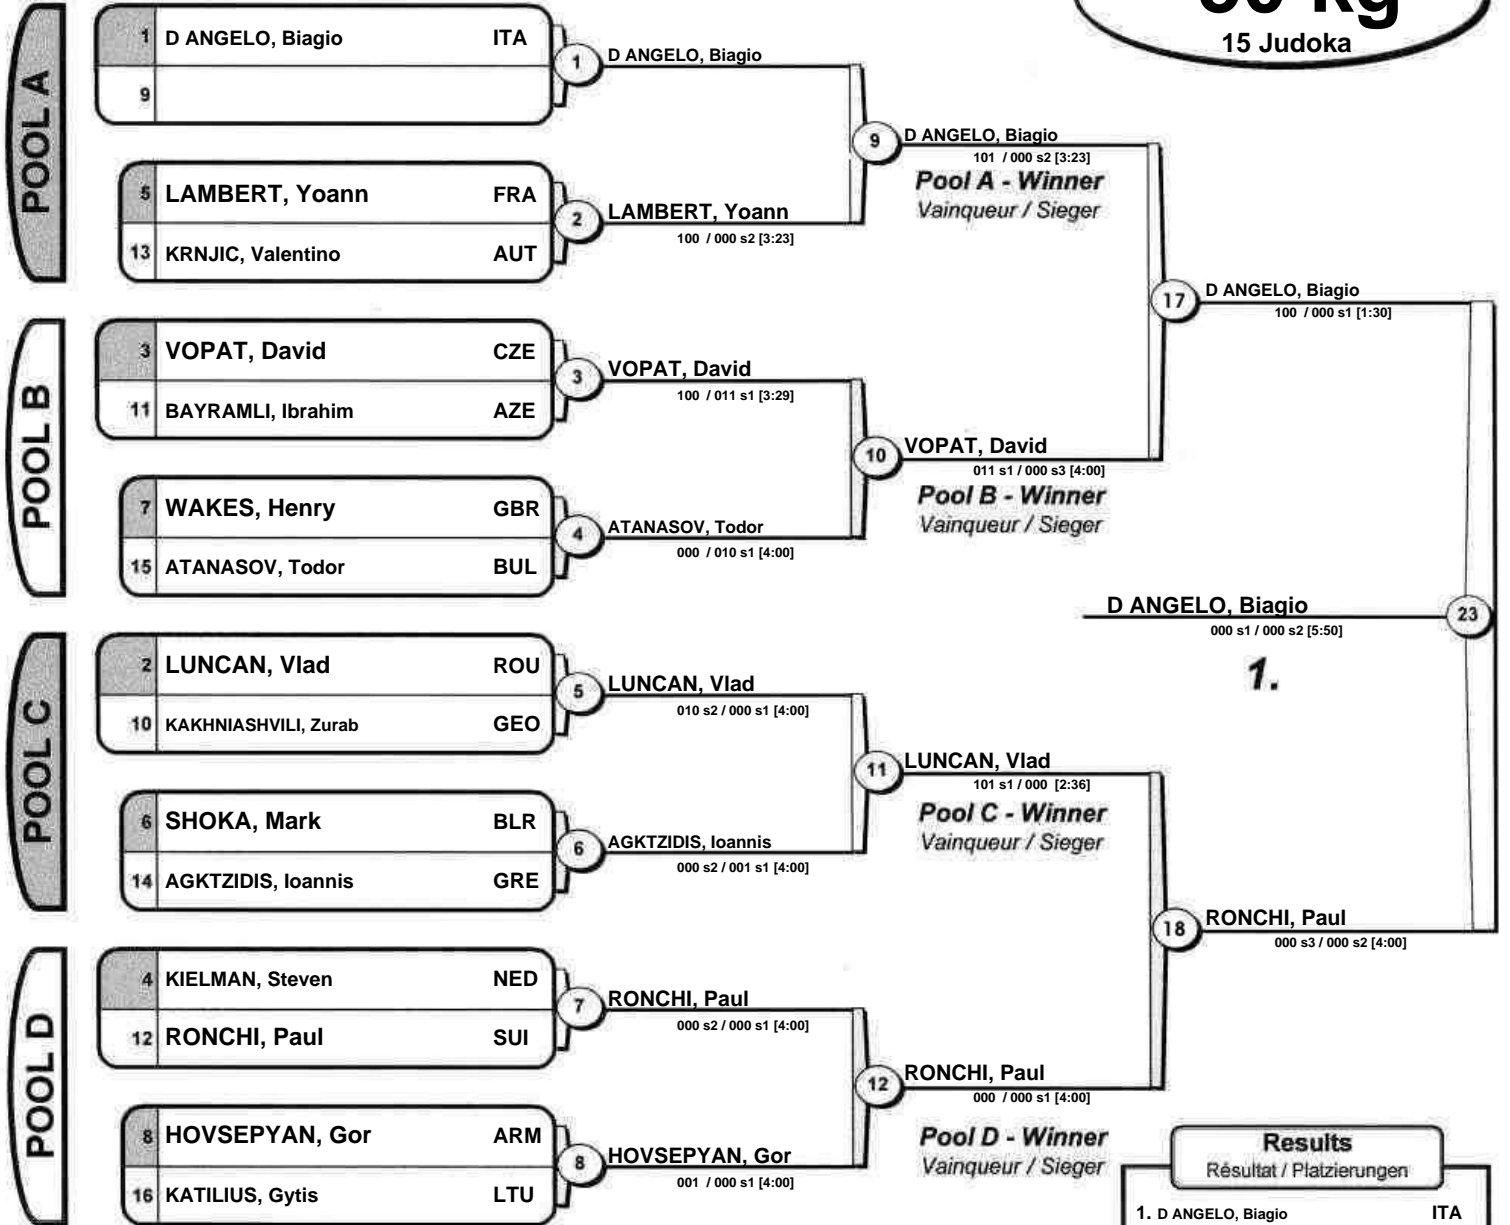 15 Judoka
POOL A
1 D ANGELO, Biagio ITA
9
1
D ANGELO, Biagio
5 LAMBERT, Yoann FRA
13 KRNJIC, Valentino AUT
2
LAMBERT, Yoann
100 / 000 s2 [3:23]
9
D ANGELO, Biagio
101 / 000 s2 [3:23]
Pool A - Winner
Vainqueur / Sieger
POOL B
3 VOPAT, David CZE
11 BAYRAMLI, Ibrahim AZE
3
VOPAT, David
100 / 011 s1 [3:29]
7 WAKES, Henry GBR
15 ATANASOV, Todor BUL
4
ATANASOV, Todor
000 / 010 s1 [4:00]
10
VOPAT, David
011 s1 / 000 s3 [4:00]
Pool B - Winner
Vainqueur / Sieger
17
D ANGELO, Biagio
100 / 000 s1 [1:30]
POOL C
2 LUNCAN, Vlad ROU
10 KAKHNIASHVILI, Zurab GEO
5
LUNCAN, Vlad
010 s2 / 000 s1 [4:00]
6 SHOKA, Mark BLR
14 AGKTZIDIS, Ioannis GRE
6
AGKTZIDIS, Ioannis
000 s2 / 001 s1 [4:00]
11
LUNCAN, Vlad
101 s1 / 000 [2:36]
Pool C - Winner
Vainqueur / Sieger
POOL D
4 KIELMAN, Steven NED
12 RONCHI, Paul SUI
7
RONCHI, Paul
000 s2 / 000 s1 [4:00]
8 HOVSEPYAN, Gor ARM
16 KATILIUS, Gytis LTU
8
HOVSEPYAN, Gor
001 / 000 s1 [4:00]
12
RONCHI, Paul
000 / 000 s1 [4:00]
Pool D - Winner
Vainqueur / Sieger
18
RONCHI, Paul
000 s3 / 000 s2 [4:00]
23
D ANGELO, Biagio
000 s1 / 000 s2 [5:50]
1.
Results
Résultat / Platzierungen
1. D ANGELO, Biagio ITA